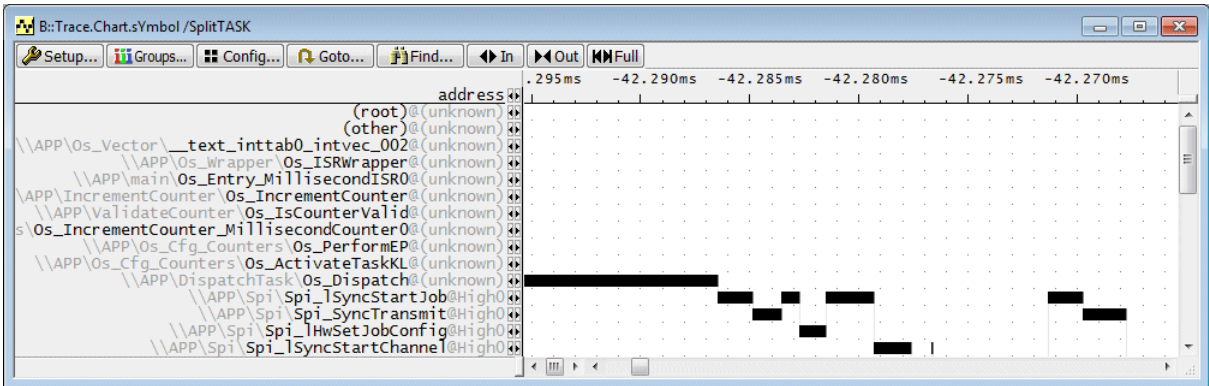 B::Trace.Chart.sYmbol /SplitTASK
Setup... Groups... Config... Goto... Find... In Out Full
.295ms -42.290ms -42.285ms -42.280ms -42.275ms -42.270ms
address
(root)@(unknown)
(other)@(unknown)
\\APP\Os_Vector\__text_inttab0_intvec_002@(unknown)
\\APP\Os_Wrapper\Os_ISRWrapper@(unknown)
\\APP\main\Os_Entry_MillisecondISR0@(unknown)
\APP\IncrementCounter\Os_IncrementCounter@(unknown)
\\APP\ValidateCounter\Os_IsCounterValid@(unknown)
s\Os_IncrementCounter_MillisecondCounter0@(unknown)
\\APP\Os_Cfg_Counters\Os_PerformEP@(unknown)
\\APP\Os_Cfg_Counters\Os_ActivateTaskKL@(unknown)
\\APP\DispatchTask\Os_Dispatch@(unknown)
\\APP\Spi\Spi_lSyncStartJob@High0
\\APP\Spi\Spi_SyncTransmit@High0
\\APP\Spi\Spi_lHwSetJobConfig@High0
\\APP\Spi\Spi_lSyncStartChannel@High0